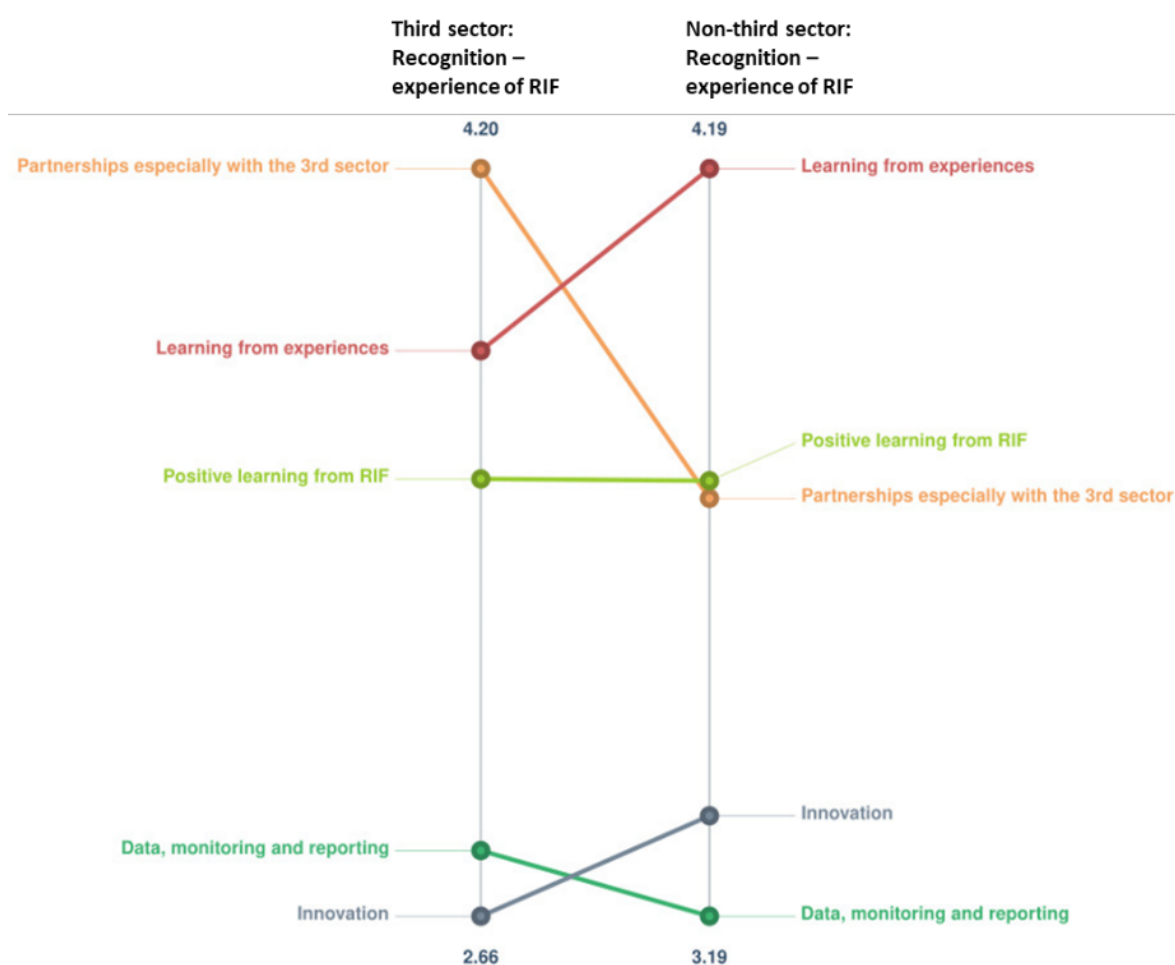 Third sector:
Recognition –
experience of RIF
Non-third sector:
Recognition –
experience of RIF
4.20
4.19
Partnerships especially with the 3rd sector
Learning from experiences
Learning from experiences
Positive learning from RIF
Positive learning from RIF
Partnerships especially with the 3rd sector
Innovation
Data, monitoring and reporting
Innovation
Data, monitoring and reporting
2.66
3.19